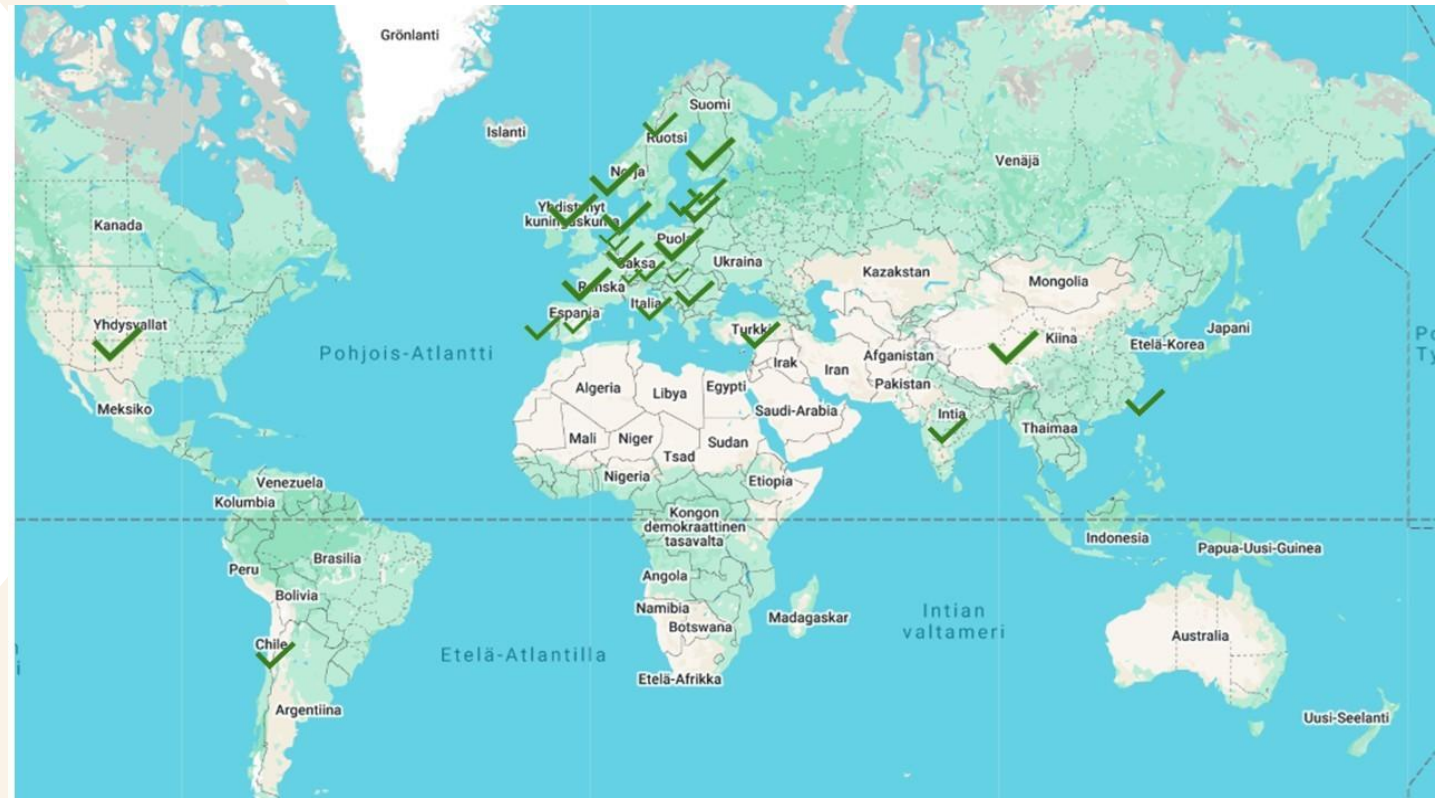 Grönlanti
Suomi
Islanti
Ruotsi
Venäjä
Norja
Yhdistynyt
kuningaskunta
Kanada
Puola
Saksa
Ukraina
Kazakstan
Mongolia
Ranska
Italia
Espanja
Yhdysvallat
Turkki
Kiina
Japani
Etelä-Korea
Pohjois-Atlantti
Afganistan
Irak
Iran
Pakistan
Algeria
Libya
Egypti
Meksiko
Saudi-Arabia
Intia
Thaimaa
Mali
Niger
Sudan
Tsad
Nigeria
Etiopia
Venezuela
Kolumbia
Kongon
demokraattinen
tasavalta
Indonesia
Papua-Uusi-Guinea
Brasilia
Peru
Angola
Bolivia
Namibia
Botswana
Madagaskar
Intian
valtameri
Australia
Chile
Etelä-Atlantilla
Etelä-Afrikka
Argentiina
Uusi-Seelanti